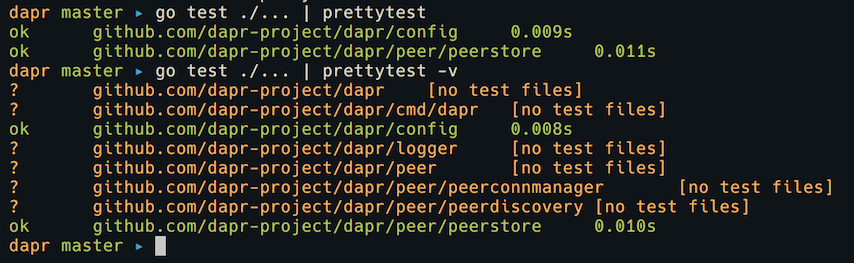 dapr master ▸ go test ./... | prettytest
ok      github.com/dapr-project/dapr/config     0.009s
ok      github.com/dapr-project/dapr/peer/peerstore     0.011s
dapr master ▸ go test ./... | prettytest -v
?       github.com/dapr-project/dapr    [no test files]
?       github.com/dapr-project/dapr/cmd/dapr   [no test files]
ok      github.com/dapr-project/dapr/config     0.008s
?       github.com/dapr-project/dapr/logger     [no test files]
?       github.com/dapr-project/dapr/peer       [no test files]
?       github.com/dapr-project/dapr/peer/peerconnmanager       [no test files]
?       github.com/dapr-project/dapr/peer/peerdiscovery [no test files]
ok      github.com/dapr-project/dapr/peer/peerstore     0.010s
dapr master ▸